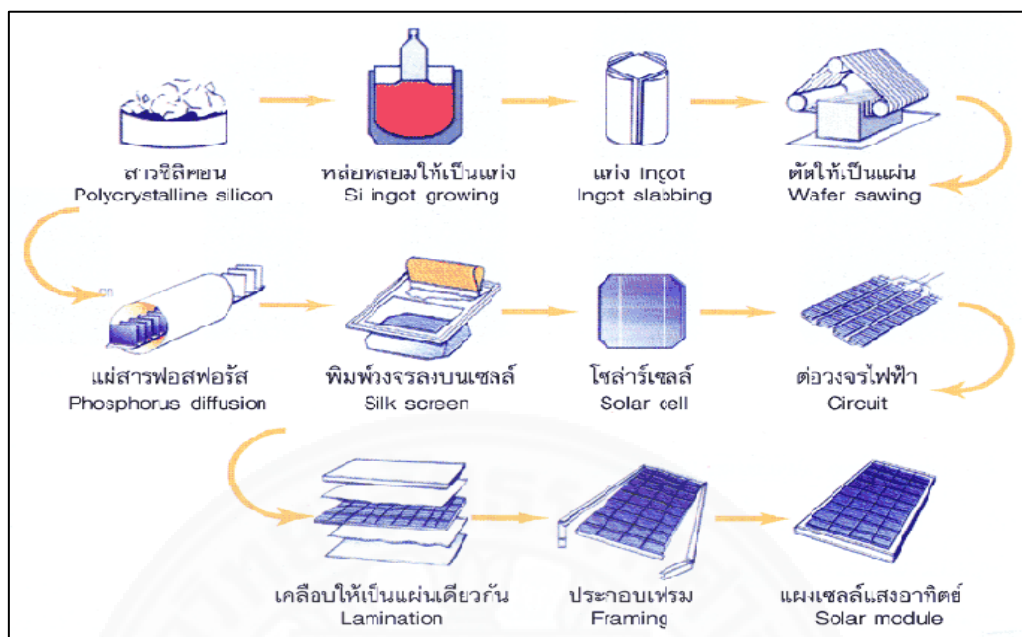 สารซิลิคอน
Polycrystalline silicon
หล่อหลอมให้เป็นแท่ง
Si ingot growing
แท่ง Ingot
Ingot slabbing
ตัดให้เป็นแผ่น
Wafer sawing
แผ่สารฟอสฟอรัส
Phosphorus diffusion
พิมพ์วงจรลงบนเซลล์
Silk screen
โซล่าร์เซลล์
Solar cell
ต่อวงจรไฟฟ้า
Circuit
เคลือบให้เป็นแผ่นเดียวกัน
Lamination
ประกอบเฟรม
Framing
แผงเซลล์แสงอาทิตย์
Solar module